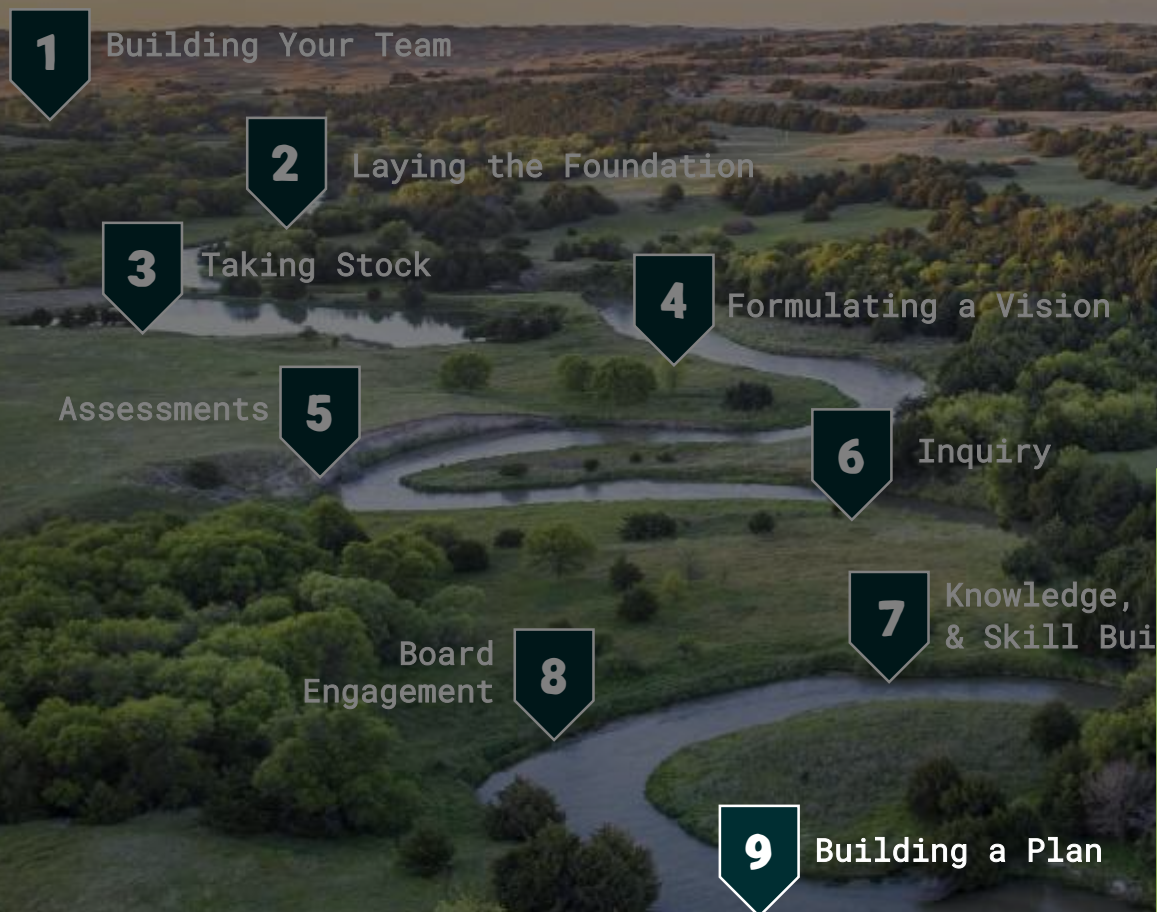 1 Building Your Team
2 Laying the Foundation
3 Taking Stock
4 Formulating a Vision
Assessments 5
6 Inquiry
7 Knowledge,
& Skill Bui
Board
Engagement 8
9 Building a Plan